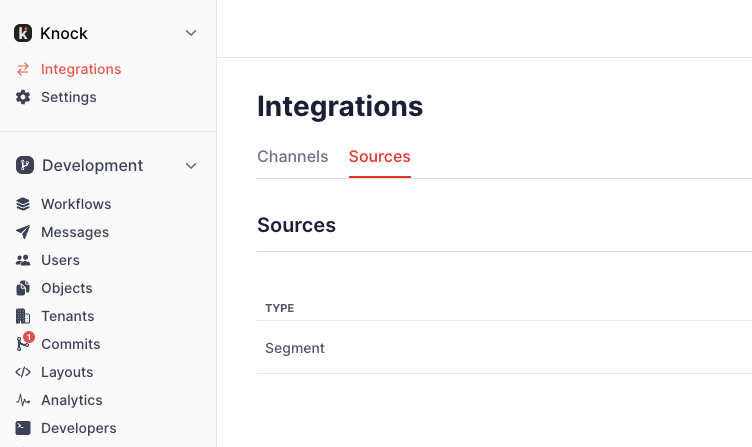 Knock
Integrations
Settings
Development
Workflows
Messages
Users
Objects
Tenants
1
Commits
Layouts
Analytics
Developers
Integrations
Channels Sources
Sources
TYPE
Segment